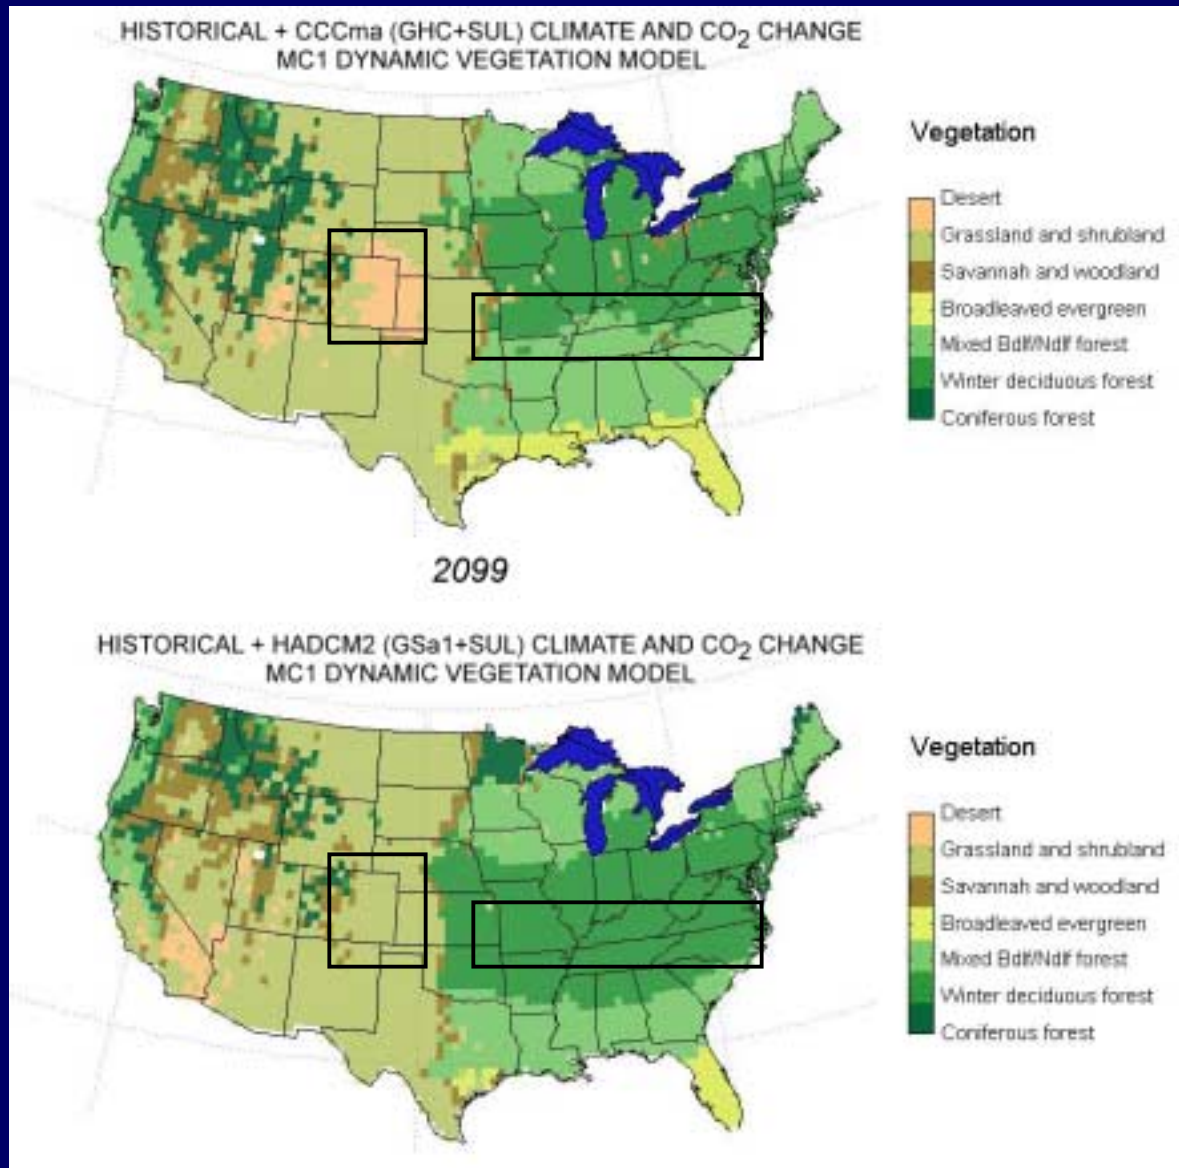 HISTORICAL + CCCma (GHC+SUL) CLIMATE AND CO2 CHANGE
MC1 DYNAMIC VEGETATION MODEL
Vegetation
Desert
Grassland and shrubland
Savannah and woodland
Broadleaved evergreen
Mixed Bdlf/Ndlf forest
Winter deciduous forest
Coniferous forest
2099
HISTORICAL + HADCM2 (GSa1+SUL) CLIMATE AND CO2 CHANGE
MC1 DYNAMIC VEGETATION MODEL
Vegetation
Desert
Grassland and shrubland
Savannah and woodland
Broadleaved evergreen
Mixed Bdlf/Ndlf forest
Winter deciduous forest
Coniferous forest